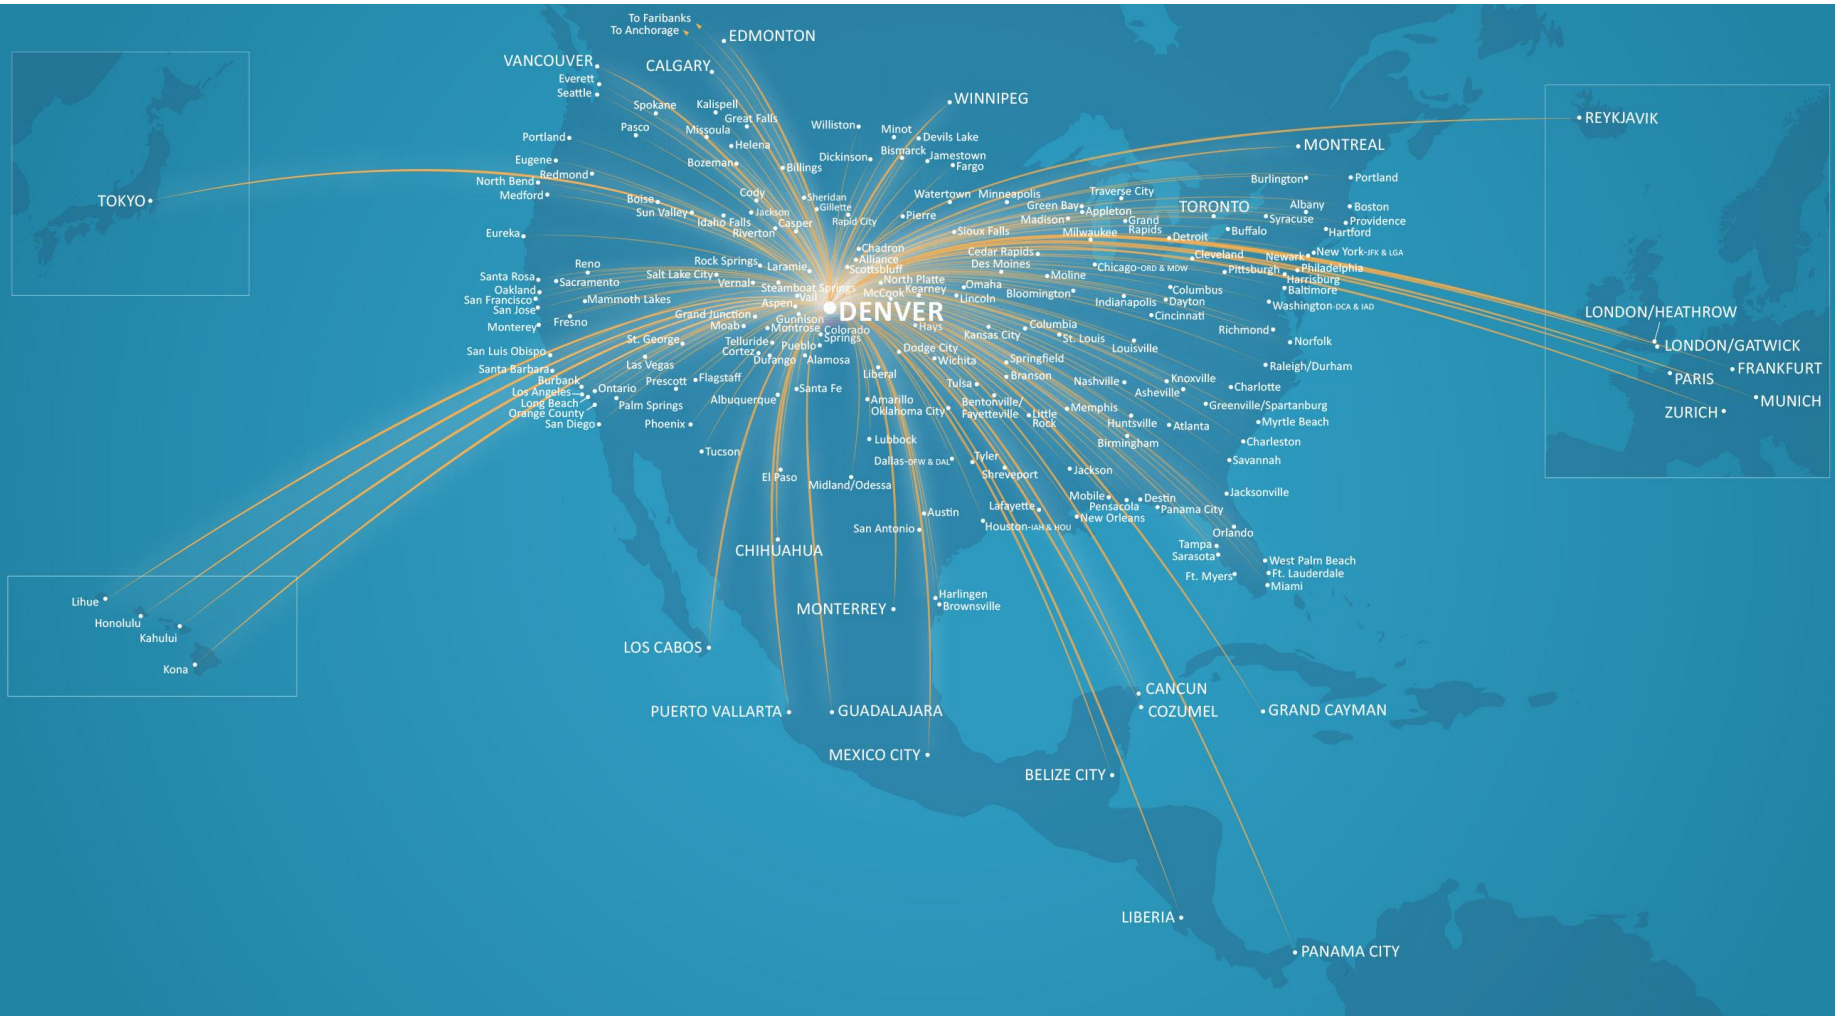 To Faribanks
To Anchorage
EDMONTON
VANCOUVER
CALGARY
Everett
Seattle
WINNIPEG
Spokane
Kalispell
Great Falls
Pasco
Missoula
Williston
Minot
Devils Lake
Portland
Helena
Bismarck
Dickinson
Jamestown
Fargo
Eugene
Bozeman
Billings
Redmond
North Bend
Medford
Boise
Sun Valley
Cody
Sheridan
Gillette
Idaho Falls
Jackson
Casper
Riverton
Rapid City
Watertown
Minneapolis
Pierre
Sioux Falls
Eureka
Traverse City
Green Bay
Appleton
Madison
Grand
Rapids
Milwaukee
Detroit
TORONTO
MONTREAL
Burlington
Portland
Albany
Boston
Syracuse
Providence
Hartford
Buffalo
REYKJAVIK
TOKYO
Chadron
Alliance
Scottsbluff
North Platte
McCook
Kearney
Cedar Rapids
Des Moines
Moline
Chicago-ORD & MDW
Cleveland
Newark
New York-JFK & LGA
Pittsburgh
Philadelphia
Harrisburg
Baltimore
Washington-DCA & IAD
Reno
Rock Springs
Laramie
Salt Lake City
Vernal
Steamboat Springs
Vail
Aspen
Santa Rosa
Oakland
San Francisco
San Jose
Sacramento
Mammoth Lakes
Monterey
Fresno
Grand Junction
Moab
Gunnison
Montrose
Colorado
Springs
DENVER
Hays
Omaha
Lincoln
Bloomington
Indianapolis
Columbus
Dayton
Cincinnati
Richmond
Norfolk
Kansas City
Columbia
St. Louis
Louisville
St. George
Telluride
Cortez
Durango
Pueblo
Alamosa
Dodge City
Wichita
Liberal
Springfield
Branson
San Luis Obispo
Santa Barbara
Burbank
Los Angeles
Long Beach
Orange County
San Diego
Ontario
Palm Springs
Las Vegas
Prescott
Flagstaff
Phoenix
Albuquerque
Santa Fe
Amarillo
Oklahoma City
Tulsa
Bentonville/
Fayetteville
Little
Rock
Memphis
Nashville
Knoxville
Asheville
Raleigh/Durham
Charlotte
Greenville/Spartanburg
Myrtle Beach
Huntsville
Atlanta
Birmingham
Charleston
Savannah
LONDON/HEATHROW
LONDON/GATWICK
PARIS
FRANKFURT
ZURICH
MUNICH
Tucson
El Paso
Lubbock
Midland/Odessa
Dallas-DFW & DAL
Tyler
Shreveport
Jackson
Mobile
Pensacola
Destin
Panama City
New Orleans
Lafayette
Houston-IAH & HOU
Austin
San Antonio
Jacksonville
Orlando
Tampa
Sarasota
Ft. Myers
West Palm Beach
Ft. Lauderdale
Miami
CHIHUAHUA
Harlingen
Brownsville
MONTERREY
Lihue
Honolulu
Kahului
Kona
LOS CABOS
PUERTO VALLARTA
GUADALAJARA
MEXICO CITY
CANCUN
COZUMEL
GRAND CAYMAN
BELIZE CITY
LIBERIA
PANAMA CITY